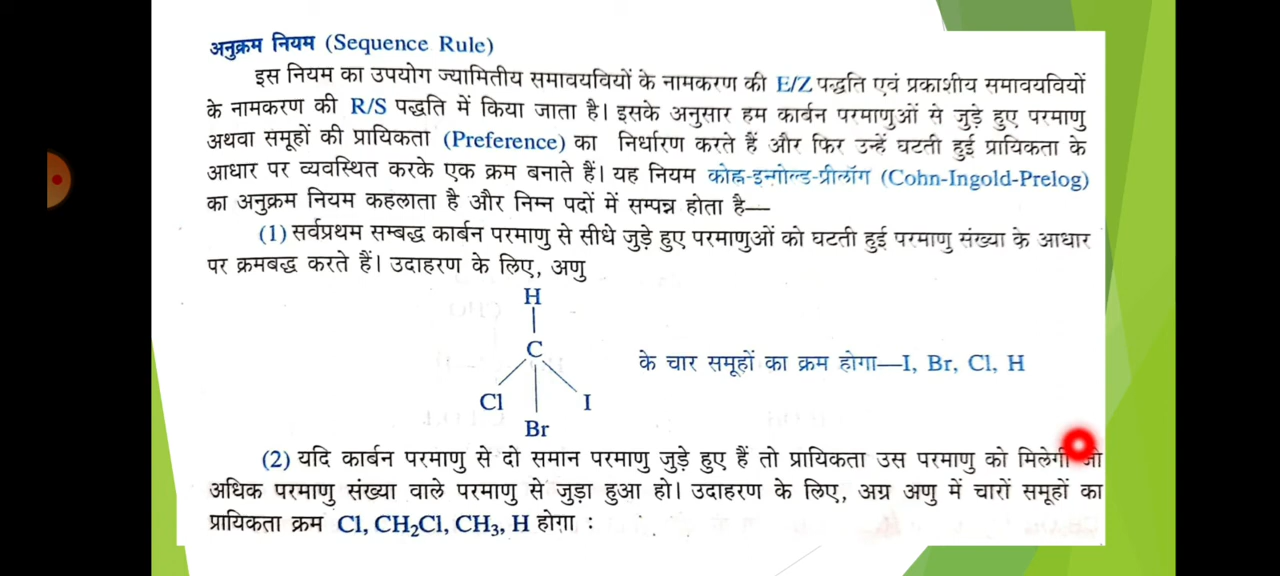 अनुक्रम नियम (Sequence Rule)
इस नियम का उपयोग ज्यामितीय समावयवियों के नामकरण की E/Z पद्धति एवं प्रकाशीय समावयवियों
के नामकरण की R/S पद्धति में किया जाता है। इसके अनुसार हम कार्बन परमाणुओं से जुड़े हुए परमाणु
अथवा समूहों की प्रायिकता (Preference) का निर्धारण करते हैं और फिर उन्हें घटती हुई प्रायिकता के
आधार पर व्यवस्थित करके एक क्रम बनाते हैं। यह नियम कोह्न-इन्गोल्ड-प्रीलॉग (Cohn-Ingold-Prelog)
का अनुक्रम नियम कहलाता है और निम्न पदों में सम्पन्न होता है—
(1) सर्वप्रथम सम्बद्ध कार्बन परमाणु से सीधे जुड़े हुए परमाणुओं को घटती हुई परमाणु संख्या के आधार
पर क्रमबद्ध करते हैं। उदाहरण के लिए, अणु
H
C
के चार समूहों का क्रम होगा—I, Br, Cl, H
Cl I
Br
(2) यदि कार्बन परमाणु से दो समान परमाणु जुड़े हुए हैं तो प्रायिकता उस परमाणु को मिलेगी जो
अधिक परमाणु संख्या वाले परमाणु से जुड़ा हुआ हो। उदाहरण के लिए, अग्र अणु में चारों समूहों का
प्रायिकता क्रम Cl, CH₂Cl, CH₃, H होगा :